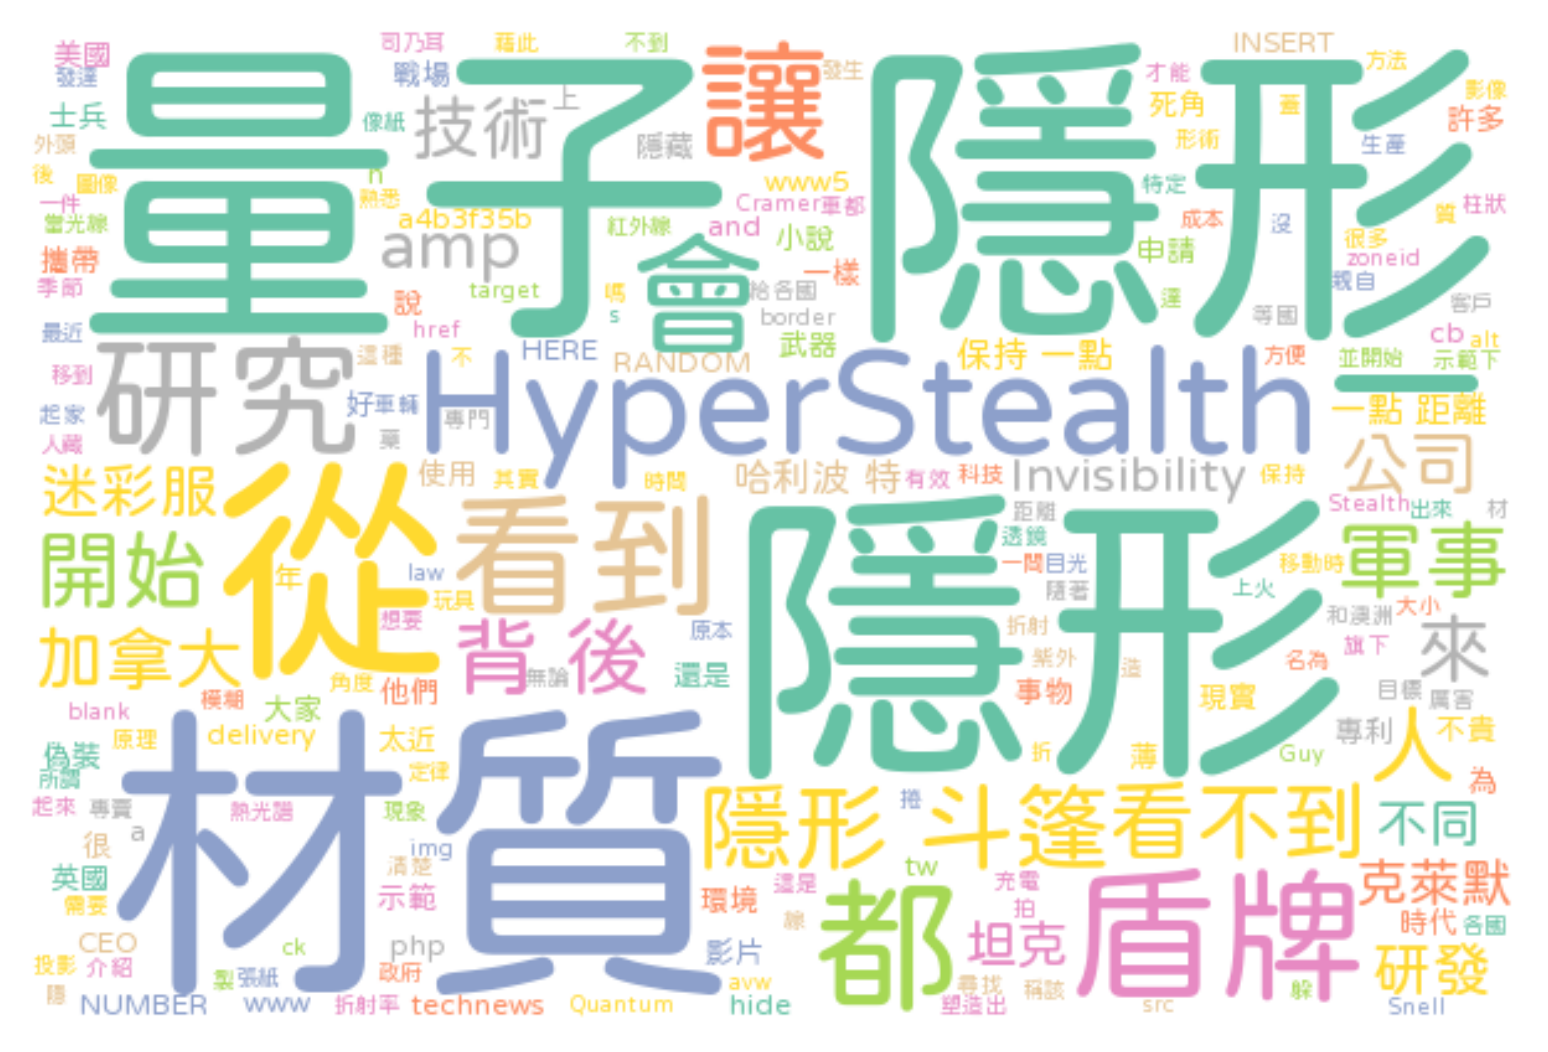 美國 司乃耳 藉此 不到 INSERT
發達 戰場 讓 發生 才能 方法
量子 隱形
士兵 像紙 技術 上 隱藏 死角 蓋 影像 許多
外頭 形術 生產
後 圖像 n 熟悉 www5 特定 質 柱狀
一件 a4b3f35b Cramer 車都 成本 沒
當光線 amp 紅外線 and 小說 申請 很多
攜帶 會 一樣 zoneid
季節 說 target 嗎 給各國 達 親自 客戶
最近 href s border 武器 等國 cb alt
研究 這種 不 HERE RANDOM 保持 一點 方便 並開始 示範下
移到 HyperStealth 一
起家 好 車輛 專門 一點 距離
人藏 菓 公司
迷彩服 使用 其實 時間 哈利波 特 有效 科技 Invisibility 保持
從 看到 隱形 距離 Stealth 出來 材
開始 年 law 透鏡 一間 目光 移動時 軍事
玩具 隨著 上火 和澳洲 大小
加拿大 想要 背後 原本 折射 旗下 來
角度 無論 還是 紫外 造 名為
模糊 他們 事物 現實 目標 厲害
blank 大家 專利 人 不貴
原理 delivery 太近 折 薄 Guy
偽裝 材質
所謂 定律 為
起來 專賣 熱光譜 現象 隱形 捲 斗篷 看不到 不同
很 a img
英國 清楚 tw 克萊默
需要 示範 環境 這是 都 充電 盾牌 時代 各國
CEO ck php 線 拍 坦克
投影 介紹 製 張紙 政府 影片 avw 尋找 稱該 躲 研發
隱 NUMBER www 折射率 technews Quantum hide 塑造出 src Snell